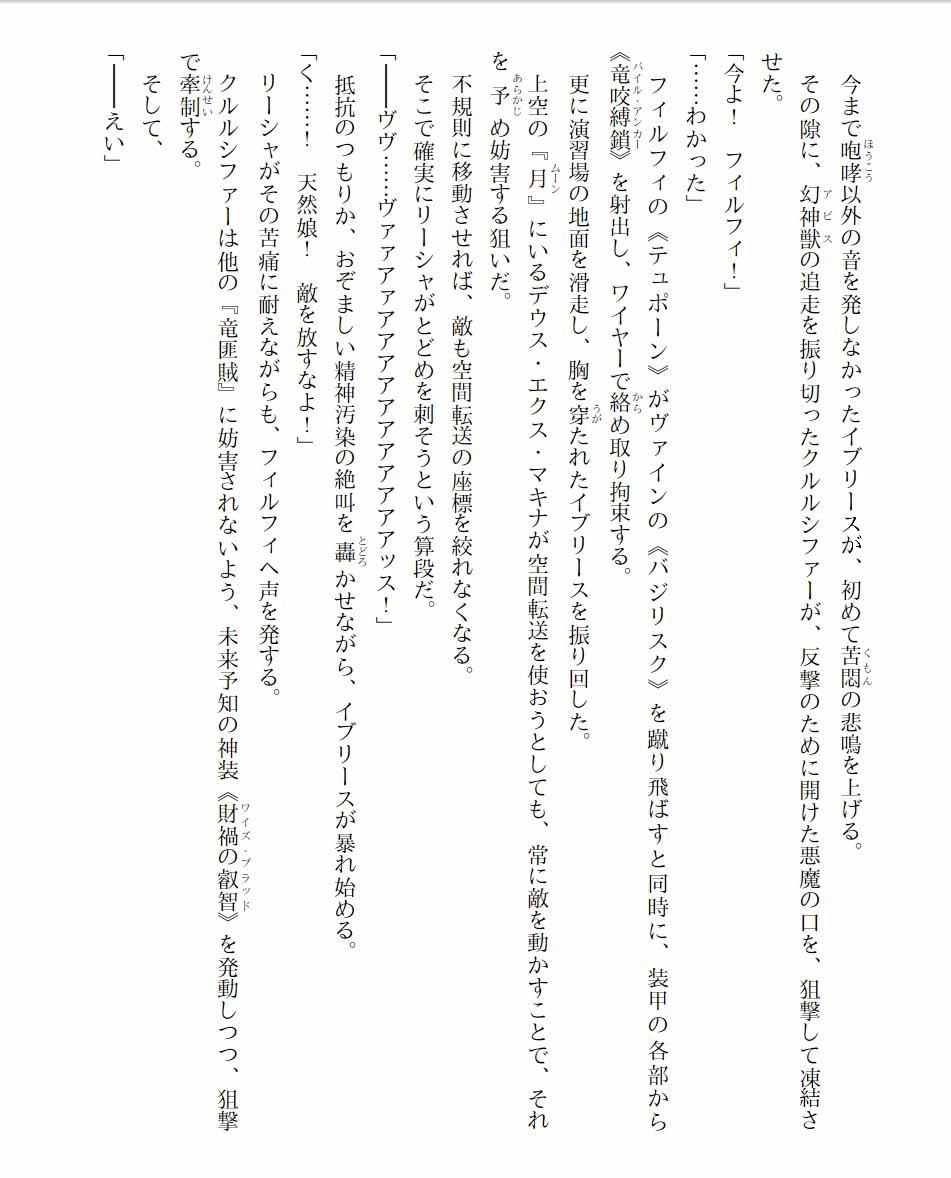 今まで咆哮以外の音を発しなかったイブリースが、初めて苦悶の悲鳴を上げる。
その隙に、幻神獣の追走を振り切ったクルルシファーが、反撃のために開けた悪魔の口を、狙撃して凍結さ
せた。
「今よ！　フィルフィ！」
「……わかった」
フィルフィの《テュポーン》がヴァインの《バジリスク》を蹴り飛ばすと同時に、装甲の各部から
《竜咬縛鎖》を射出し、ワイヤーで絡め取り拘束する。
更に演習場の地面を滑走し、胸を穿たれたイブリースを振り回した。
上空の『月』にいるデウス・エクス・マキナが空間転送を使おうとしても、常に敵を動かすことで、それ
を予め妨害する狙いだ。
不規則に移動させれば、敵も空間転送の座標を絞れなくなる。
そこで確実にリーシャがとどめを刺そうという算段だ。
「――ヴヴ……ヴァアァァアアアアアアアアアッス！」
抵抗のつもりか、おぞましい精神汚染の絶叫を轟かせながら、イブリースが暴れ始める。
「く……！　天然娘！　敵を放すなよ！」
リーシャがその苦痛に耐えながらも、フィルフィへ声を発する。
クルルシファーは他の『竜匪賊』に妨害されないよう、未来予知の神装《財禍の叡智》を発動しつつ、狙撃
で牽制する。
そして、
「――えい」